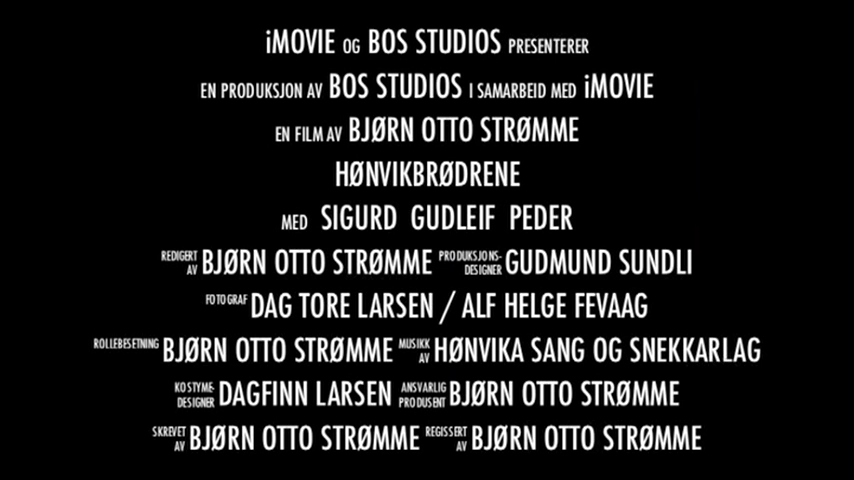 iMOVIE OG BOS STUDIOS PRESENTERER
EN PRODUKSJON AV BOS STUDIOS I SAMARBEID MED iMOVIE
EN FILM AV BJØRN OTTO STRØMME
HØNVIKBRØDRENE
MED SIGURD GUDLEIF PEDER
REDIGERT AV BJØRN OTTO STRØMME PRODUKSJONS-DESIGNER GUDMUND SUNDLI
FOTOGRAF DAG TORE LARSEN / ALF HELGE FEVAAG
ROLLEBESETNING BJØRN OTTO STRØMME MUSIKK AV HØNVIKA SANG OG SNEKKARLAG
KOSTYME-DESIGNER DAGFINN LARSEN ANSVARLIG PRODUSENT BJØRN OTTO STRØMME
SKREVET AV BJØRN OTTO STRØMME REGISSERT AV BJØRN OTTO STRØMME